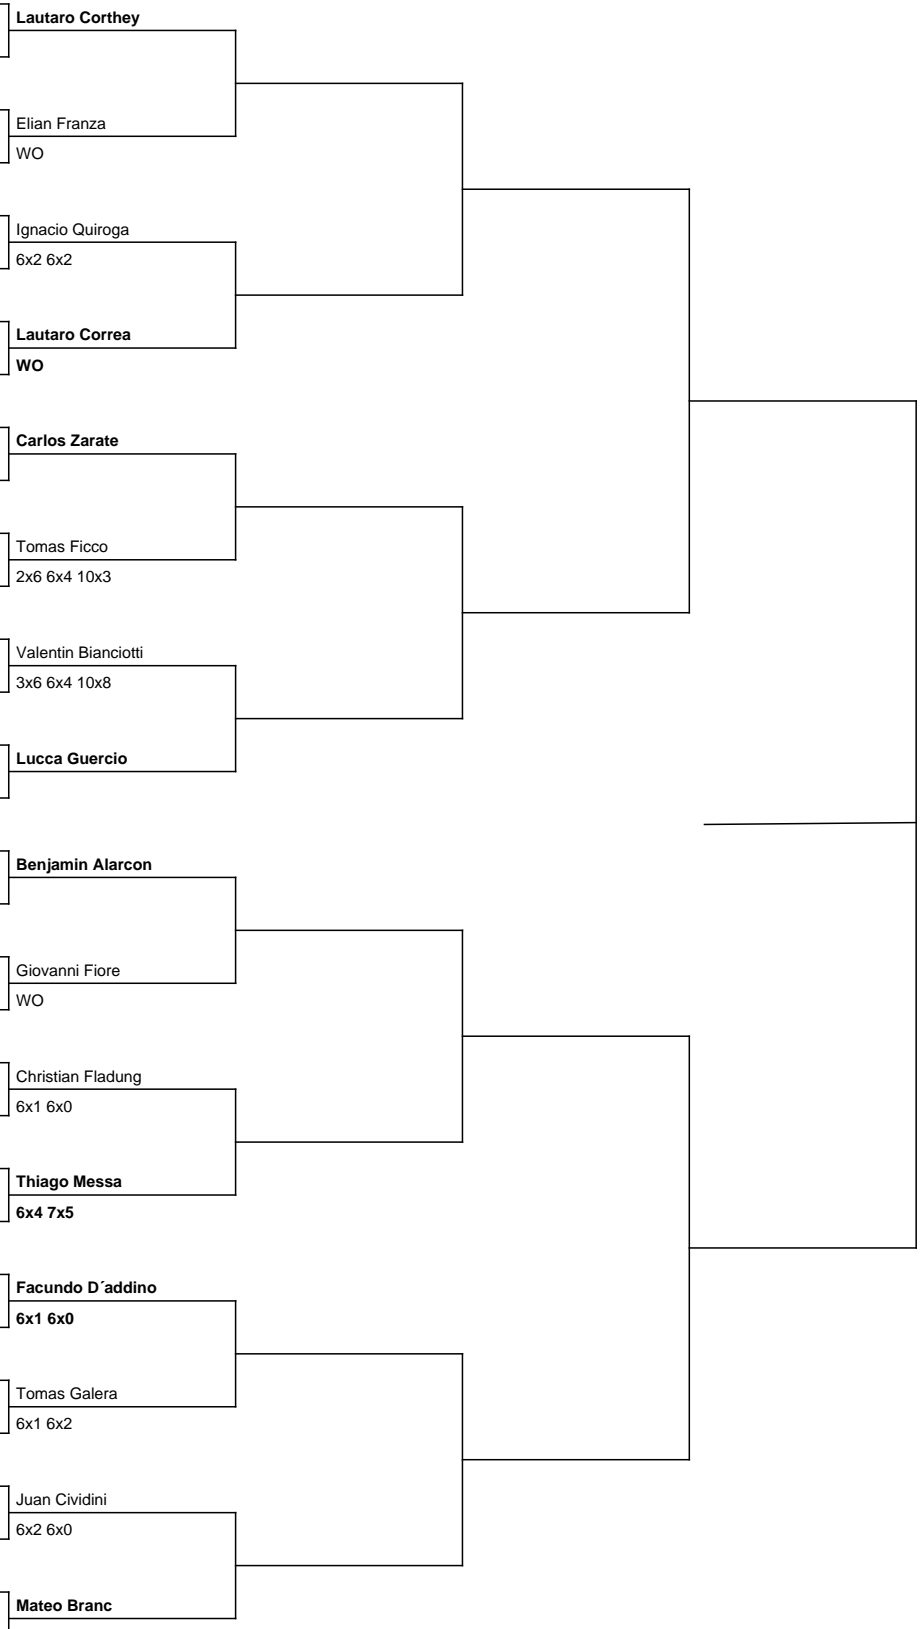 Lautaro Corthey
Elian Franza
WO
Ignacio Quiroga
6x2 6x2
Lautaro Correa
WO
Carlos Zarate
Tomas Ficco
2x6 6x4 10x3
Valentin Bianciotti
3x6 6x4 10x8
Lucca Guercio
Benjamin Alarcon
Giovanni Fiore
WO
Christian Fladung
6x1 6x0
Thiago Messa
6x4 7x5
Facundo D´addino
6x1 6x0
Tomas Galera
6x1 6x2
Juan Cividini
6x2 6x0
Mateo Branc